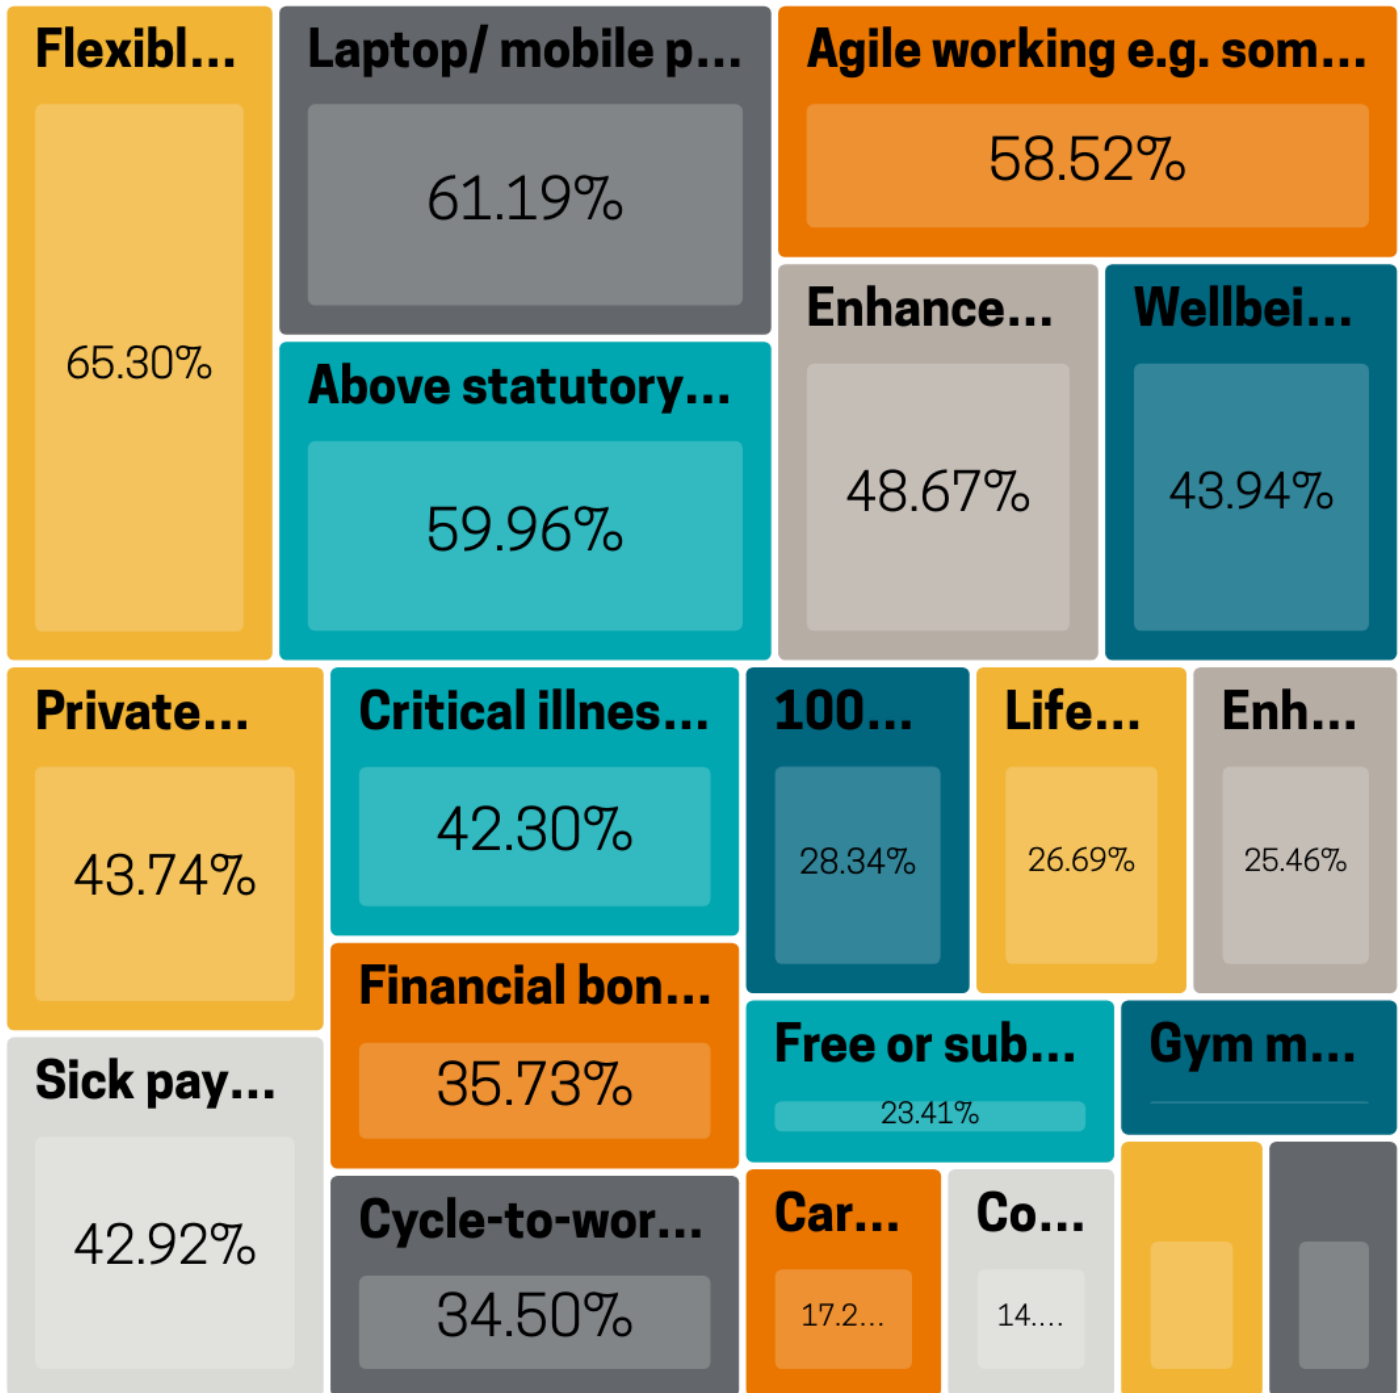 Flexibl...
65.30%
Laptop/ mobile p...
61.19%
Agile working e.g. som...
58.52%
Above statutory...
59.96%
Enhance...
48.67%
Wellbei...
43.94%
Private...
43.74%
Critical illnes...
42.30%
100...
28.34%
Life...
26.69%
Enh...
25.46%
Financial bon...
35.73%
Free or sub...
23.41%
Gym m...
Sick pay...
42.92%
Cycle-to-wor...
34.50%
Car...
17.2...
Co...
14....